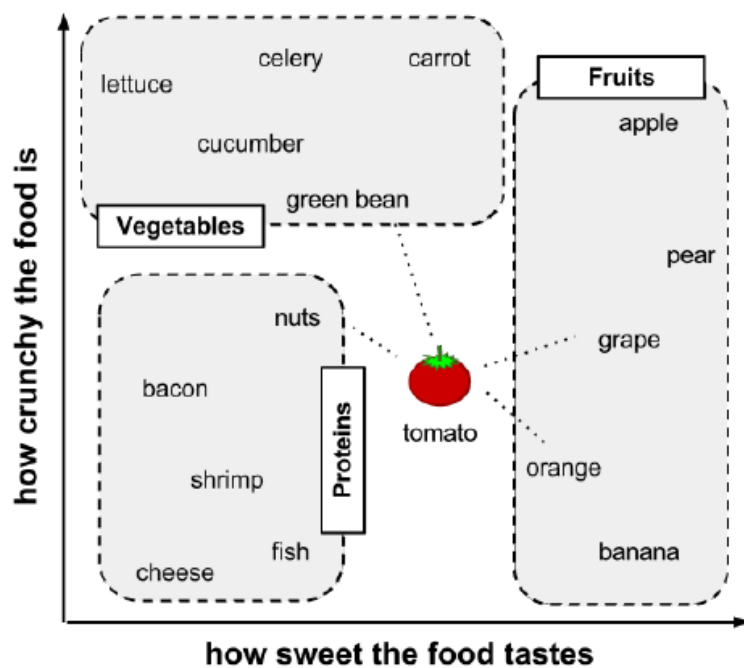 how crunchy the food is
celery
carrot
lettuce
cucumber
green bean
Vegetables
Fruits
apple
pear
grape
orange
banana
nuts
bacon
shrimp
fish
cheese
Proteins
tomato
how sweet the food tastes